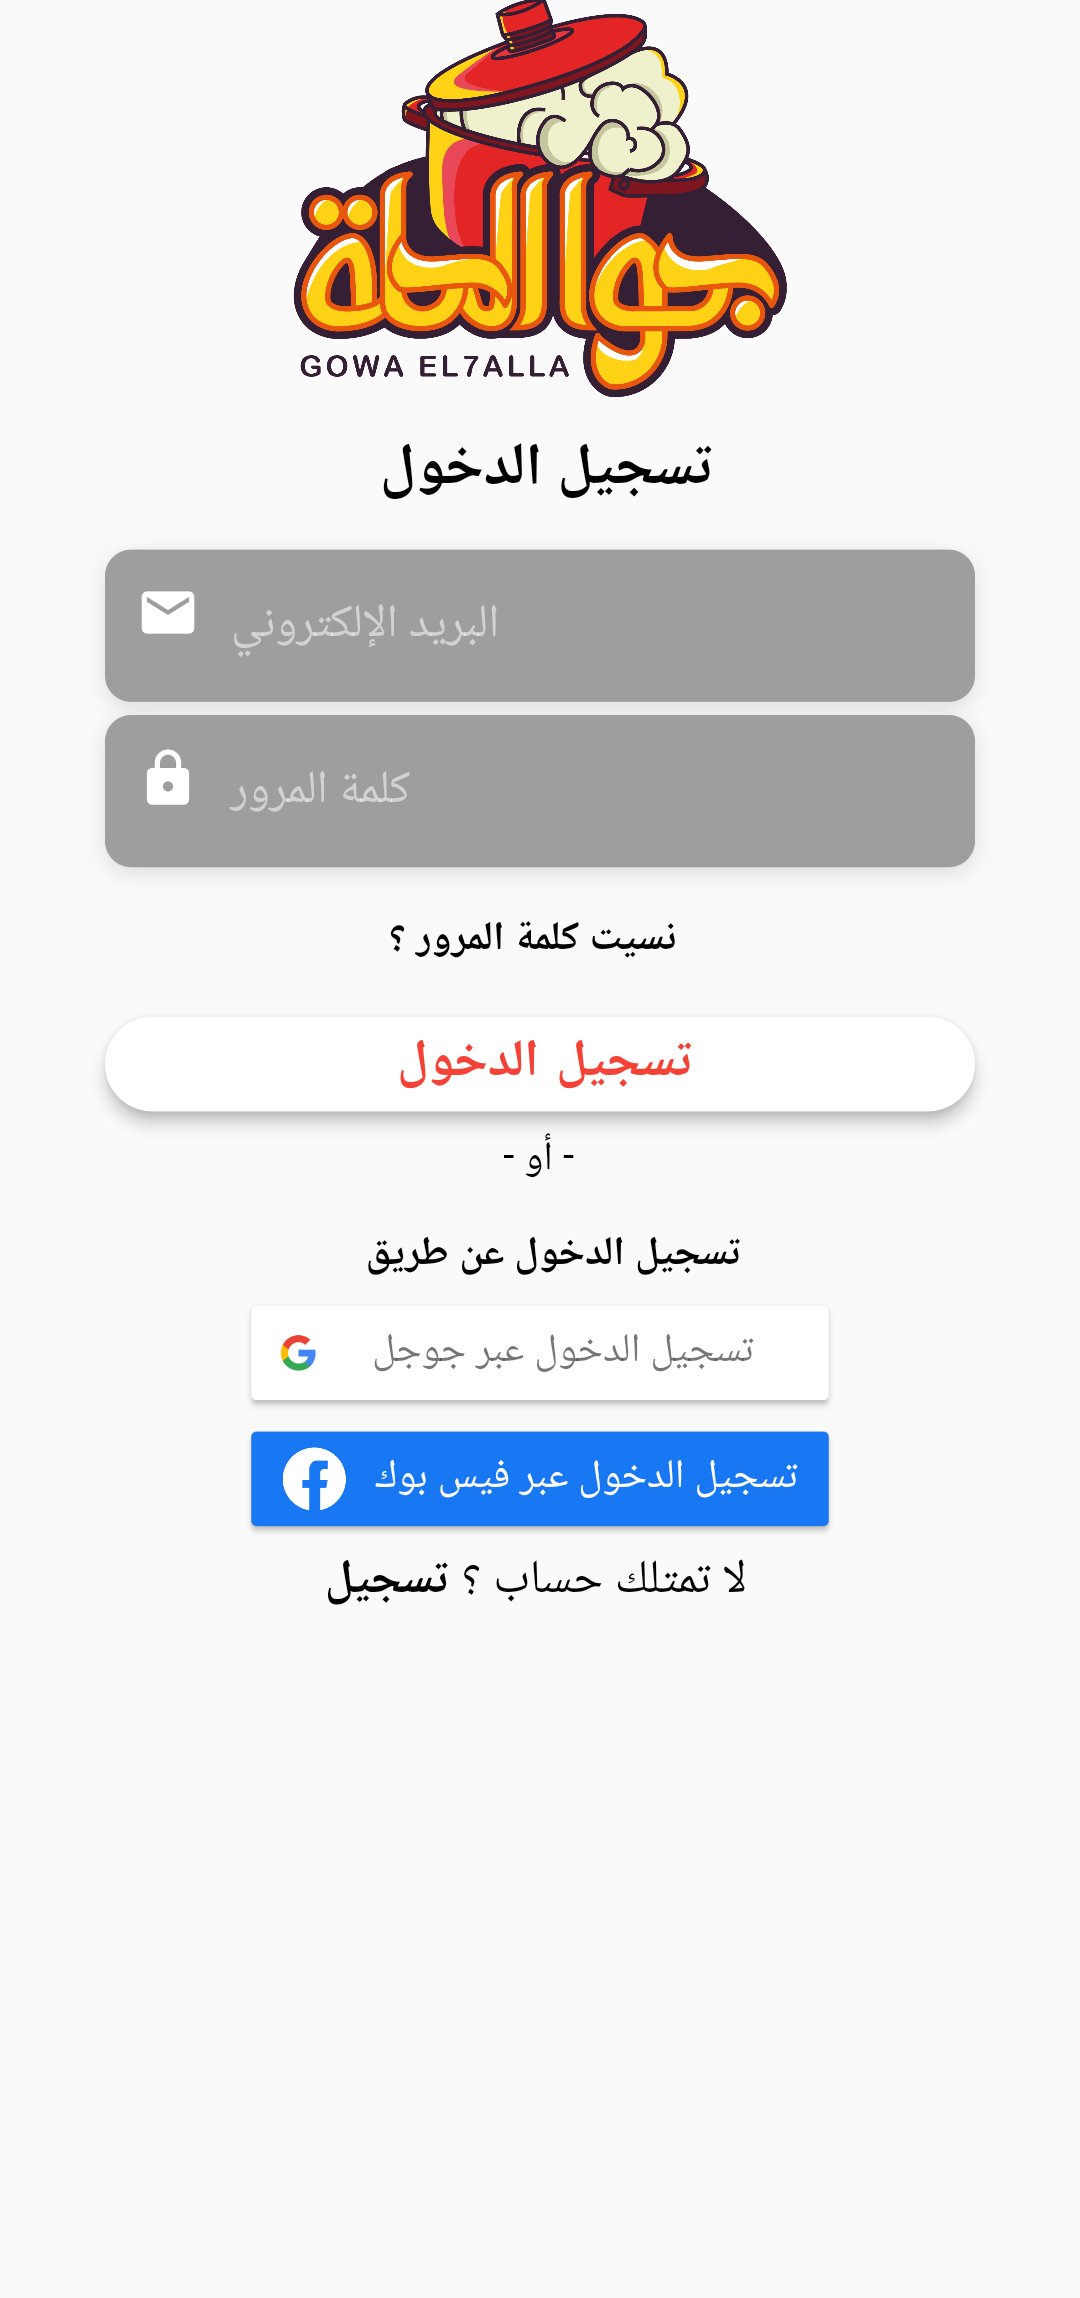 جوا الحلة
GOWA EL7ALLA
تسجيل الدخول
البريد الإلكتروني
كلمة المرور
نسيت كلمة المرور ؟
تسجيل الدخول
- أو -
تسجيل الدخول عن طريق
تسجيل الدخول عبر جوجل
تسجيل الدخول عبر فيس بوك
لا تمتلك حساب ؟ تسجيل